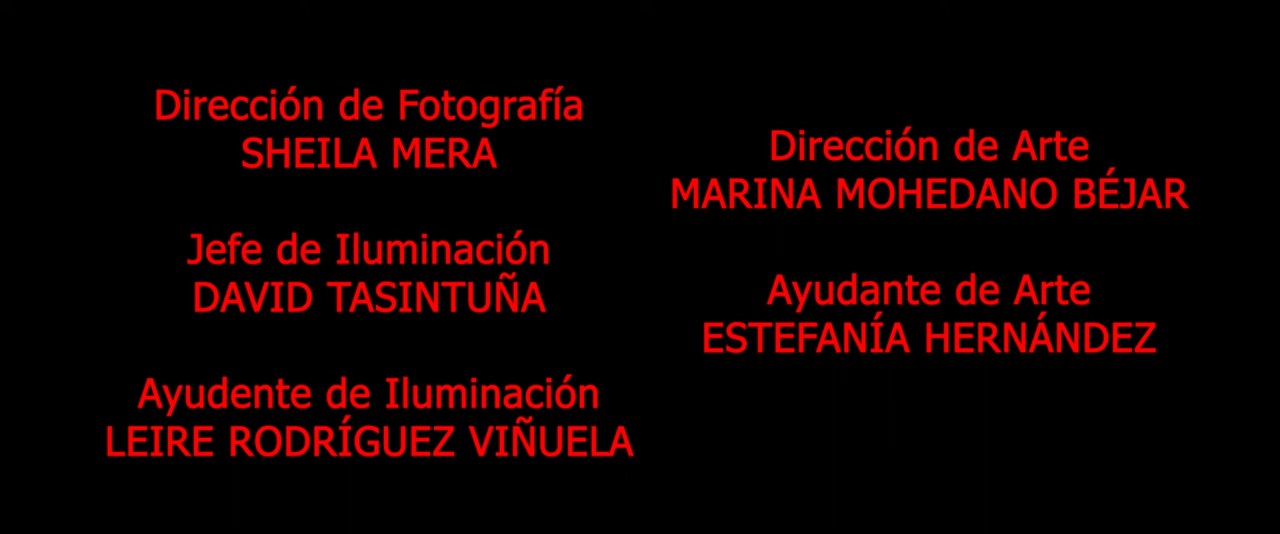 Dirección de Fotografía
SHEILA MERA
Jefe de Iluminación
DAVID TASINTUÑA
Ayudente de Iluminación
LEIRE RODRÍGUEZ VIÑUELA
Dirección de Arte
MARINA MOHEDANO BÉJAR
Ayudante de Arte
ESTEFANÍA HERNÁNDEZ